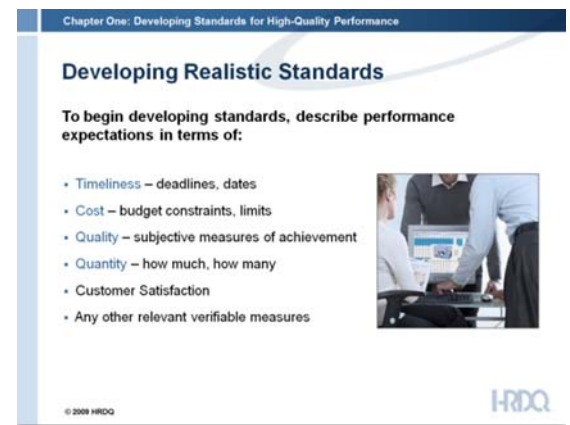 Chapter One: Developing Standards for High-Quality Performance
Developing Realistic Standards
To begin developing standards, describe performance
expectations in terms of:
• Timeliness – deadlines, dates
• Cost – budget constraints, limits
• Quality – subjective measures of achievement
• Quantity – how much, how many
• Customer Satisfaction
• Any other relevant verifiable measures
© 2009 HRDQ
HRDQ